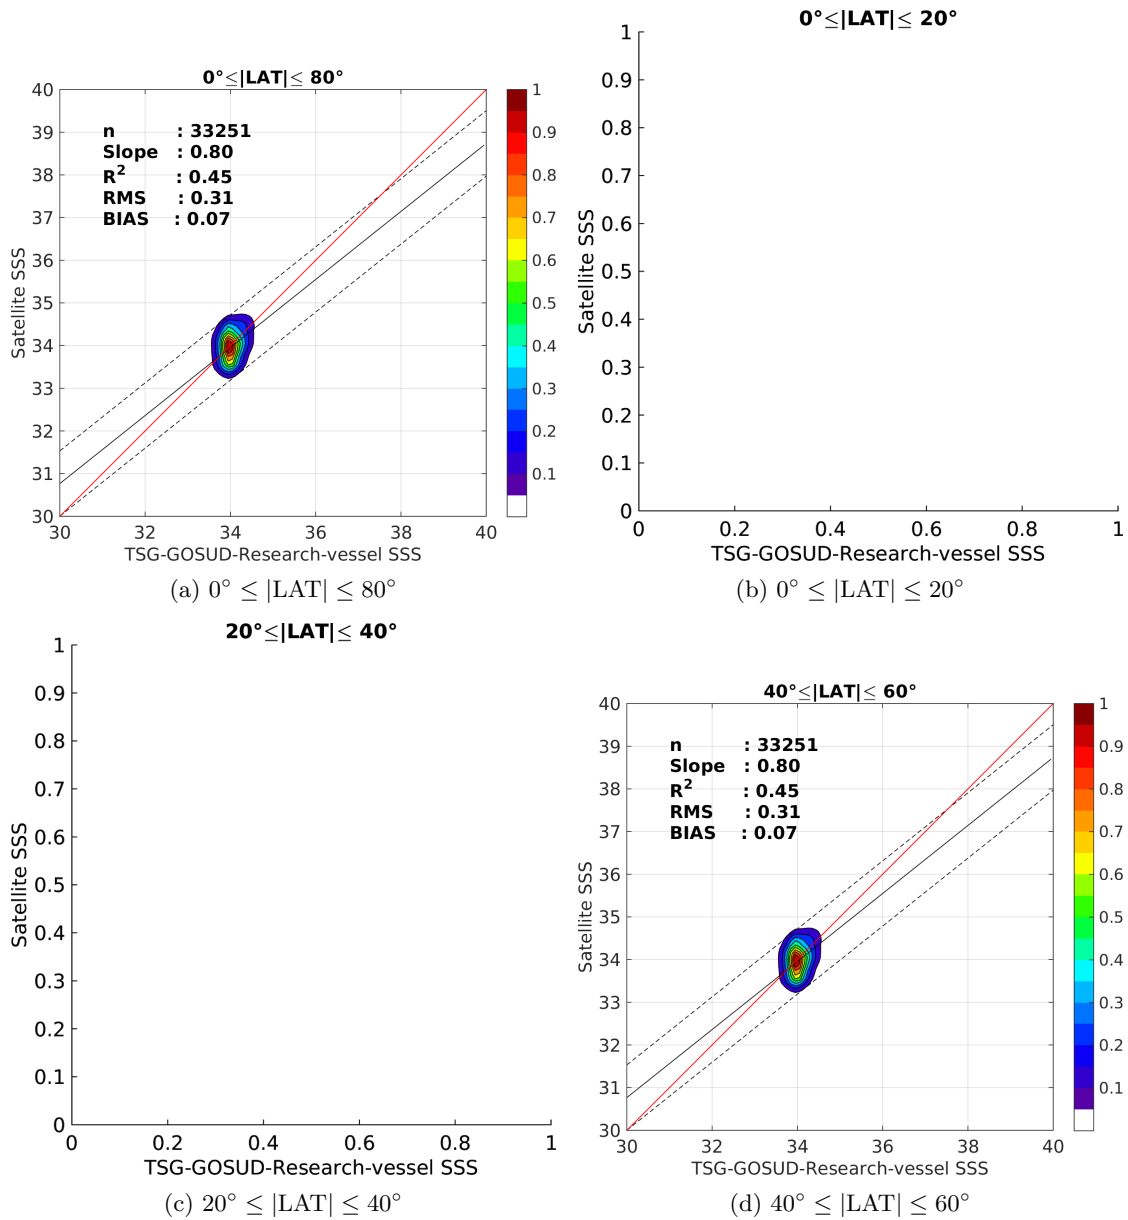 0°≤|LAT|≤ 80°
n : 33251
Slope : 0.80
R2 : 0.45
RMS : 0.31
BIAS : 0.07
40
39
38
37
36
35
34
33
32
31
30
30 32 34 36 38 40
Satellite SSS
TSG-GOSUD-Research-vessel SSS
1
0.9
0.8
0.7
0.6
0.5
0.4
0.3
0.2
0.1
(a) 0° ≤ |LAT| ≤ 80°
0°≤|LAT|≤ 20°
1
0.9
0.8
0.7
0.6
0.5
0.4
0.3
0.2
0.1
0
0 0.2 0.4 0.6 0.8 1
Satellite SSS
TSG-GOSUD-Research-vessel SSS
(b) 0° ≤ |LAT| ≤ 20°
20°≤|LAT|≤ 40°
1
0.9
0.8
0.7
0.6
0.5
0.4
0.3
0.2
0.1
0
0 0.2 0.4 0.6 0.8 1
Satellite SSS
TSG-GOSUD-Research-vessel SSS
(c) 20° ≤ |LAT| ≤ 40°
40°≤|LAT|≤ 60°
n : 33251
Slope : 0.80
R2 : 0.45
RMS : 0.31
BIAS : 0.07
40
39
38
37
36
35
34
33
32
31
30
30 32 34 36 38 40
Satellite SSS
TSG-GOSUD-Research-vessel SSS
1
0.9
0.8
0.7
0.6
0.5
0.4
0.3
0.2
0.1
(d) 40° ≤ |LAT| ≤ 60°